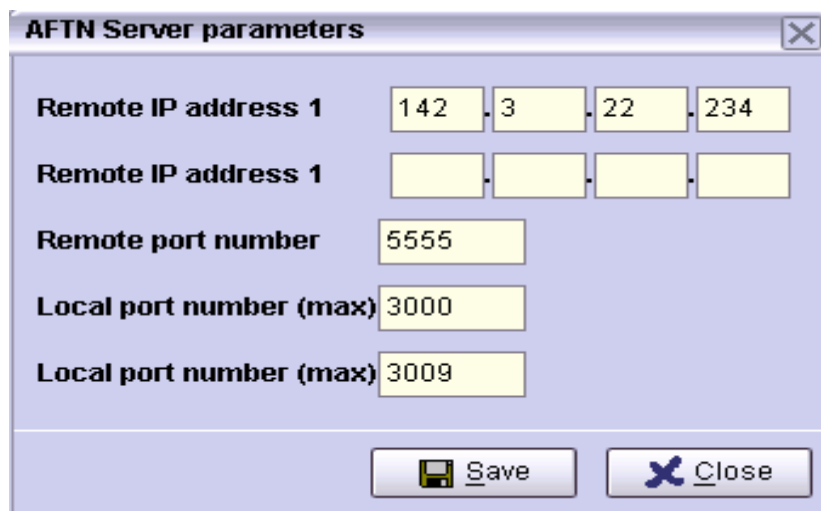 AFTN Server parameters
Remote IP address 1 142 . 3 . 22 . 234
Remote IP address 1 . . .
Remote port number 5555
Local port number (max) 3000
Local port number (max) 3009
Save Close